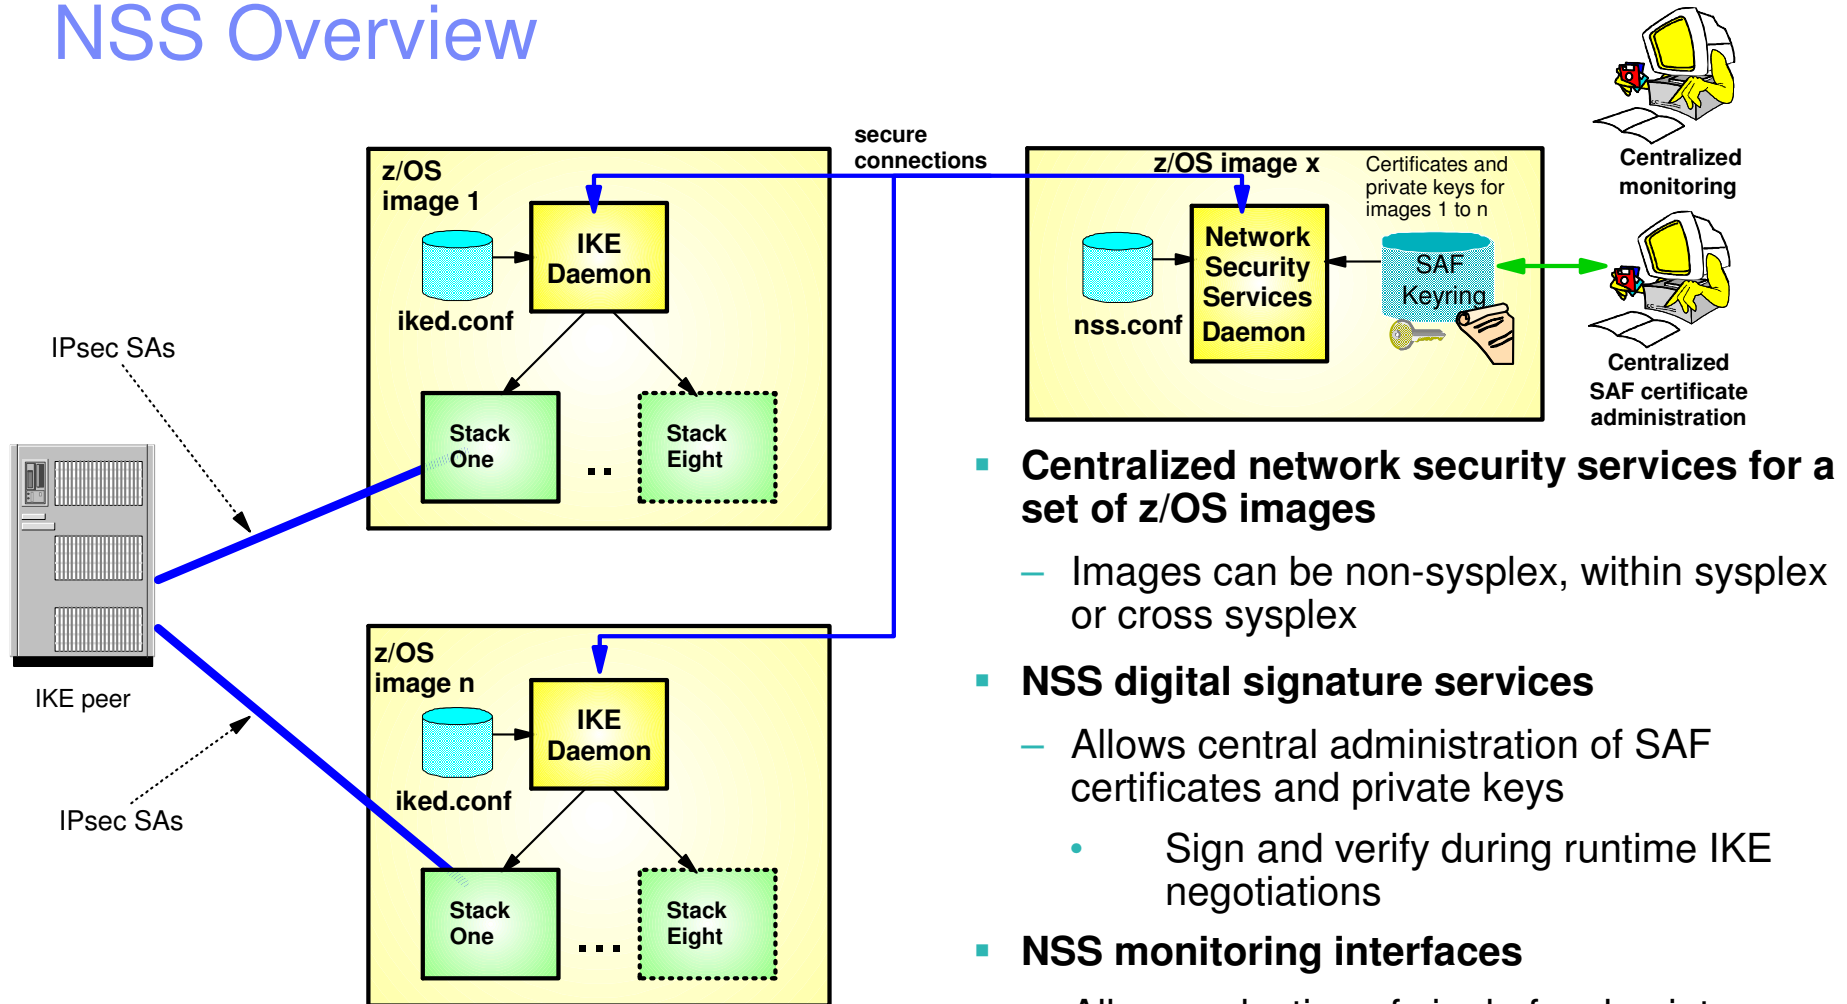 NSS Overview
secure
connections
z/OS
image 1
IKE
Daemon
iked.conf
Stack
One
..
Stack
Eight
IPsec SAs
IKE peer
IPsec SAs
z/OS
image n
IKE
Daemon
iked.conf
Stack
One
...
Stack
Eight
z/OS image x
Certificates and
private keys for
images 1 to n
Network
Security
Services
Daemon
nss.conf
SAF
Keyring
Centralized
monitoring
Centralized
SAF certificate
administration
▪ Centralized network security services for a
set of z/OS images
– Images can be non-sysplex, within sysplex
or cross sysplex
▪ NSS digital signature services
– Allows central administration of SAF
certificates and private keys
• Sign and verify during runtime IKE
negotiations
▪ NSS monitoring interfaces